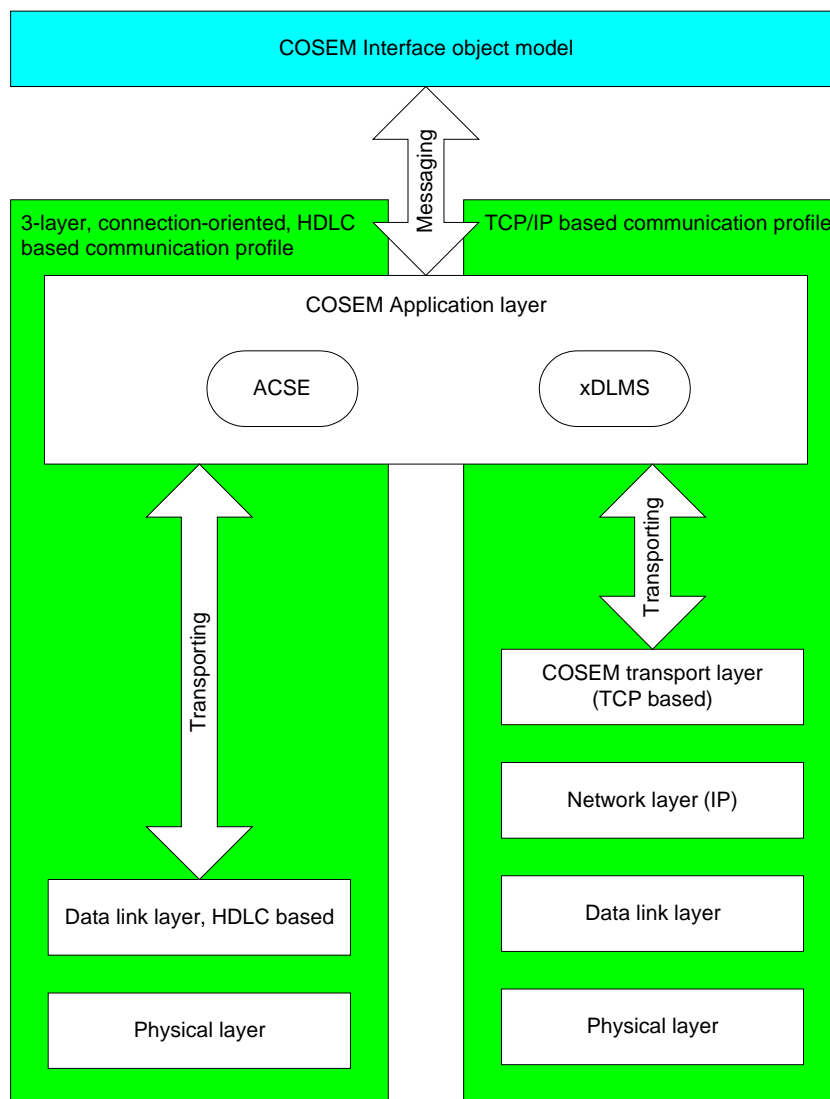 COSEM Interface object model
Messaging
3-layer, connection-oriented, HDLC
based communication profile
TCP/IP based communication profile
COSEM Application layer
ACSE
xDLMS
Transporting
Transporting
COSEM transport layer
(TCP based)
Network layer (IP)
Data link layer, HDLC based
Data link layer
Physical layer
Physical layer